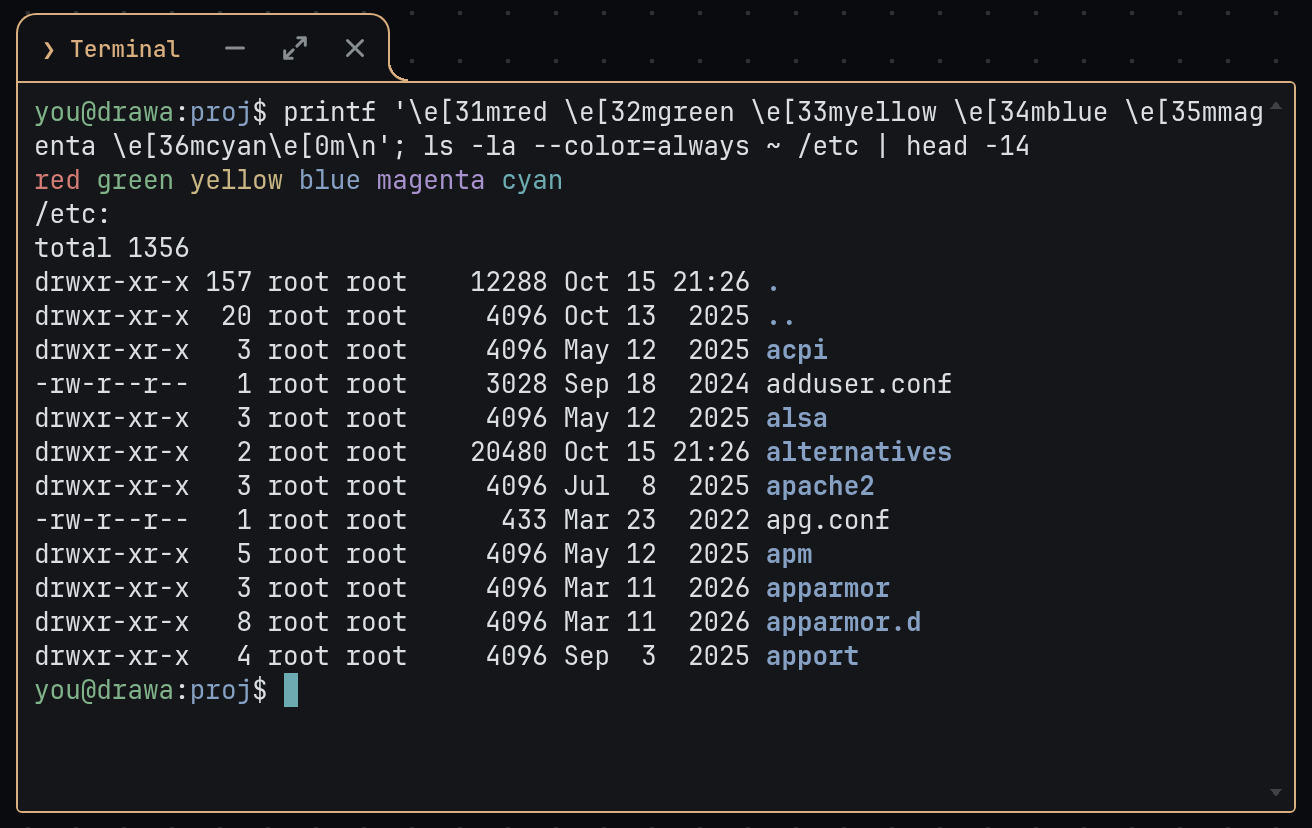 ❯ Terminal
you@drawa:proj$ printf '\e[31mred \e[32mgreen \e[33myellow \e[34mblue \e[35mmag
enta \e[36mcyan\e[0m\n'; ls -la --color=always ~ /etc | head -14
red green yellow blue magenta cyan
/etc:
total 1356
drwxr-xr-x 157 root root    12288 Oct 15 21:26 .
drwxr-xr-x  20 root root     4096 Oct 13  2025 ..
drwxr-xr-x   3 root root     4096 May 12  2025 acpi
-rw-r--r--   1 root root     3028 Sep 18  2024 adduser.conf
drwxr-xr-x   3 root root     4096 May 12  2025 alsa
drwxr-xr-x   2 root root    20480 Oct 15 21:26 alternatives
drwxr-xr-x   3 root root     4096 Jul  8  2025 apache2
-rw-r--r--   1 root root      433 Mar 23  2022 apg.conf
drwxr-xr-x   5 root root     4096 May 12  2025 apm
drwxr-xr-x   3 root root     4096 Mar 11  2026 apparmor
drwxr-xr-x   8 root root     4096 Mar 11  2026 apparmor.d
drwxr-xr-x   4 root root     4096 Sep  3  2025 apport
you@drawa:proj$